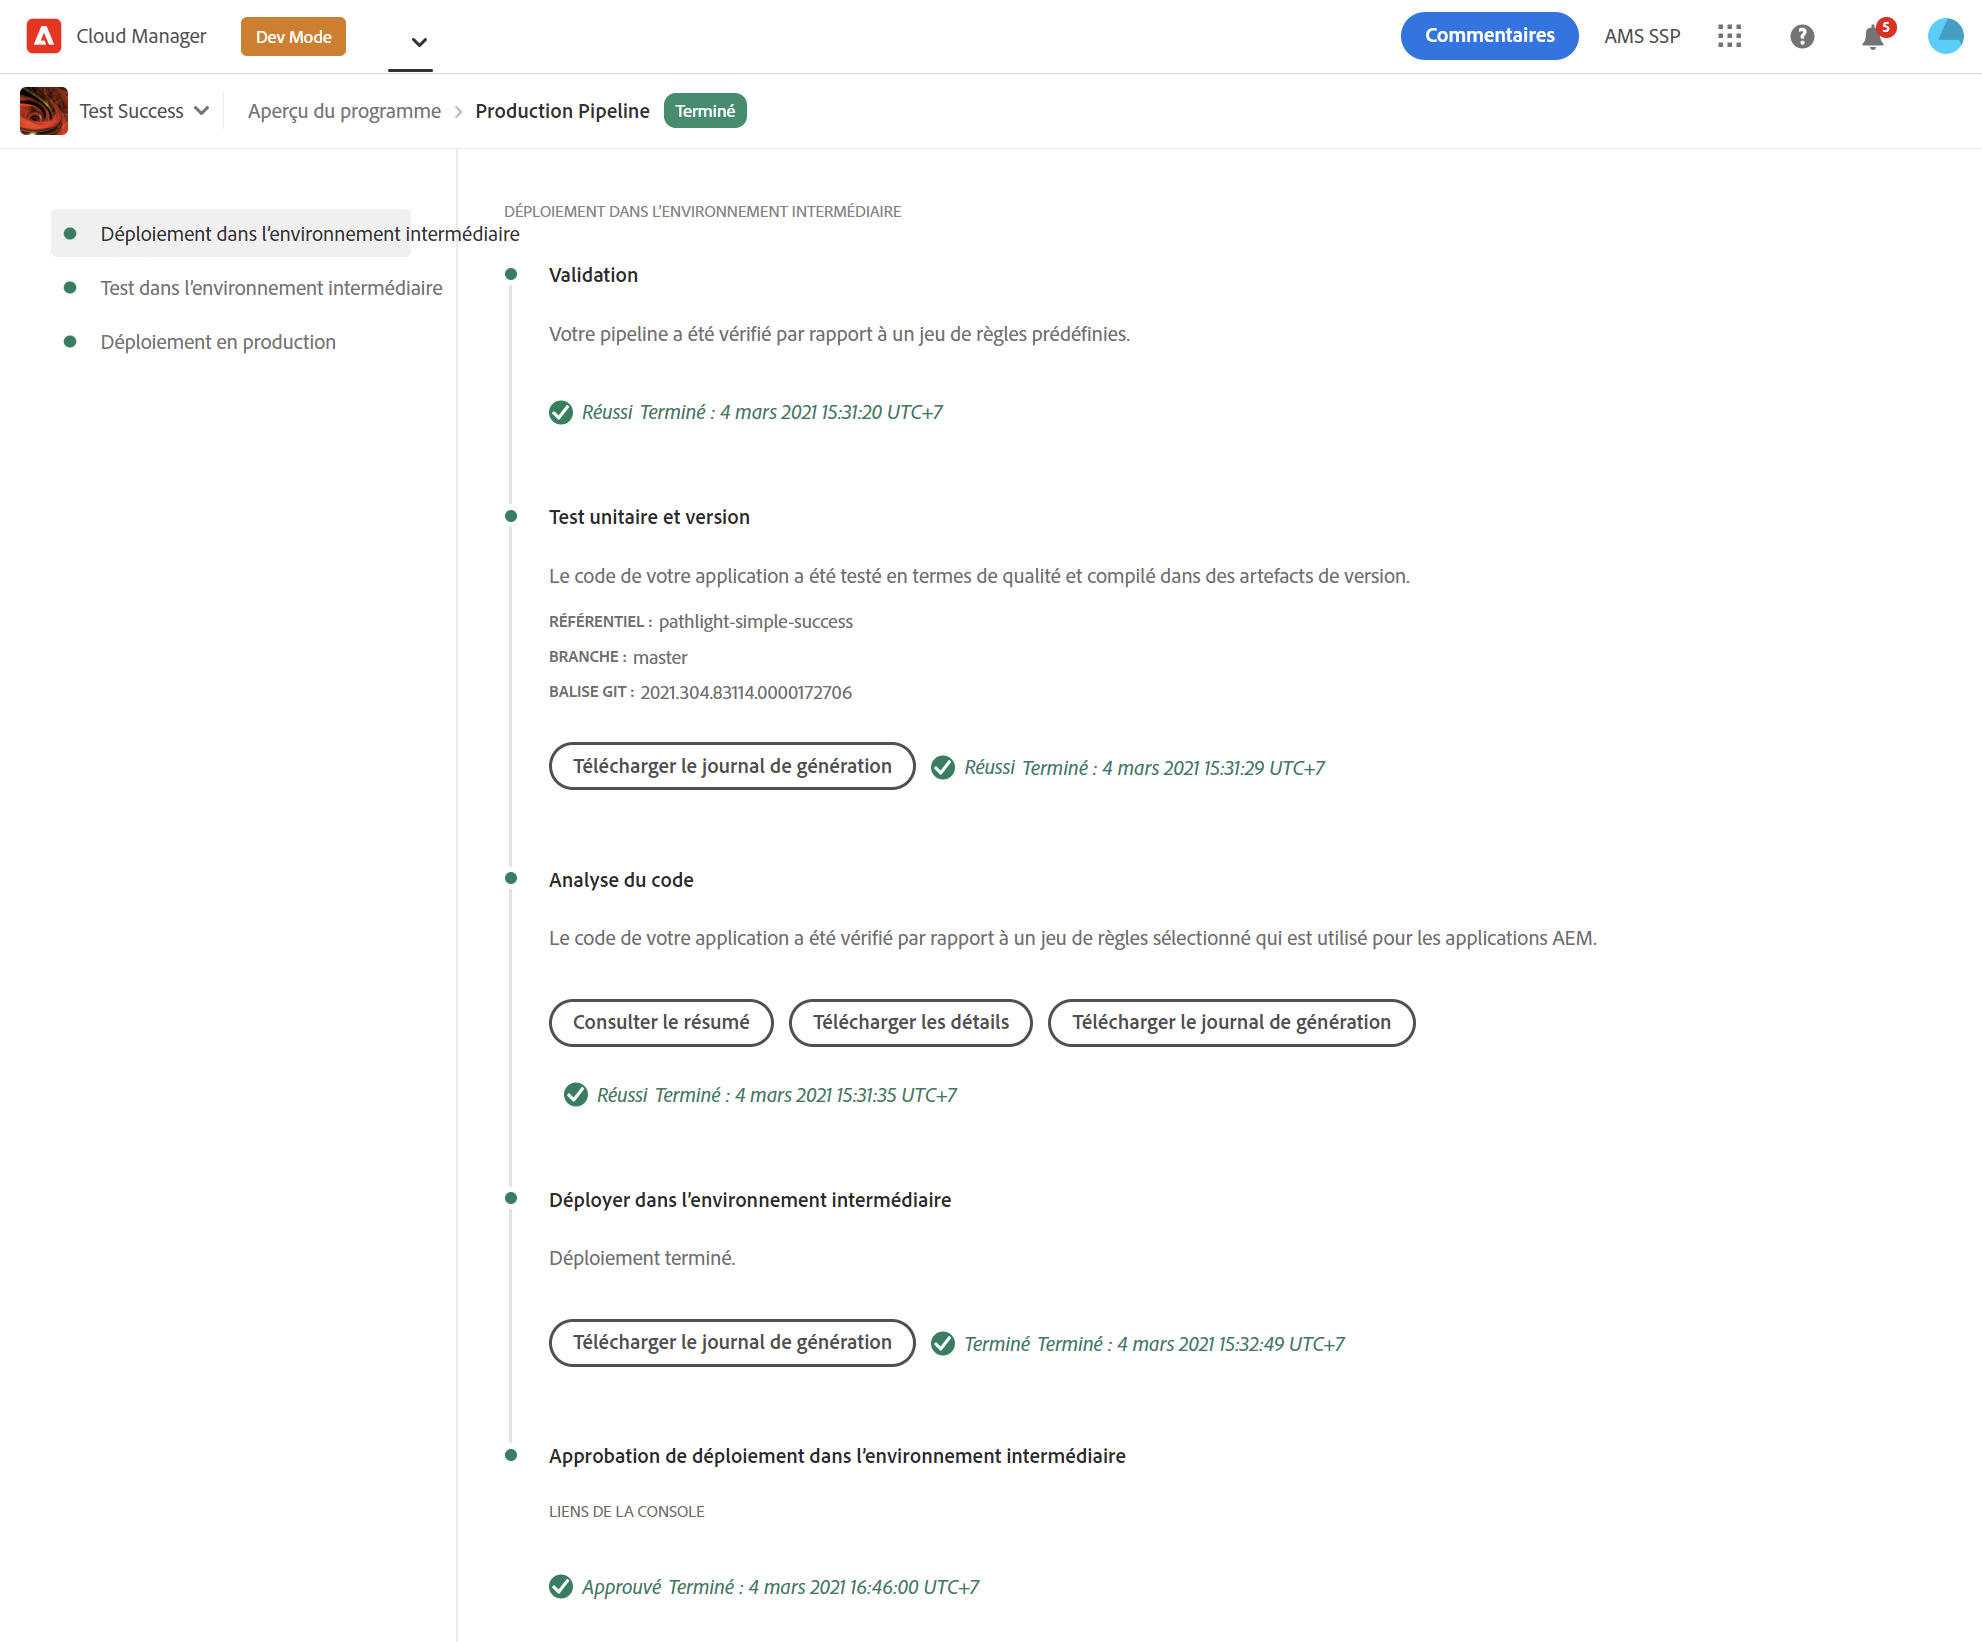 Cloud Manager
Dev Mode
Commentaires
AMS SSP
5
Test Success
Aperçu du programme
Production Pipeline
Terminé
Déploiement dans l’environnement intermédiaire
Test dans l’environnement intermédiaire
Déploiement en production
DÉPLOIEMENT DANS L’ENVIRONNEMENT INTERMÉDIAIRE
Validation
Votre pipeline a été vérifié par rapport à un jeu de règles prédéfinies.
Réussi Terminé : 4 mars 2021 15:31:20 UTC+7
Test unitaire et version
Le code de votre application a été testé en termes de qualité et compilé dans des artefacts de version.
RÉFÉRENTIEL : pathlight-simple-success
BRANCHE : master
BALISE GIT : 2021.304.83114.0000172706
Télécharger le journal de génération
Réussi Terminé : 4 mars 2021 15:31:29 UTC+7
Analyse du code
Le code de votre application a été vérifié par rapport à un jeu de règles sélectionné qui est utilisé pour les applications AEM.
Consulter le résumé
Télécharger les détails
Télécharger le journal de génération
Réussi Terminé : 4 mars 2021 15:31:35 UTC+7
Déployer dans l’environnement intermédiaire
Déploiement terminé.
Télécharger le journal de génération
Terminé Terminé : 4 mars 2021 15:32:49 UTC+7
Approbation de déploiement dans l’environnement intermédiaire
LIENS DE LA CONSOLE
Approuvé Terminé : 4 mars 2021 16:46:00 UTC+7